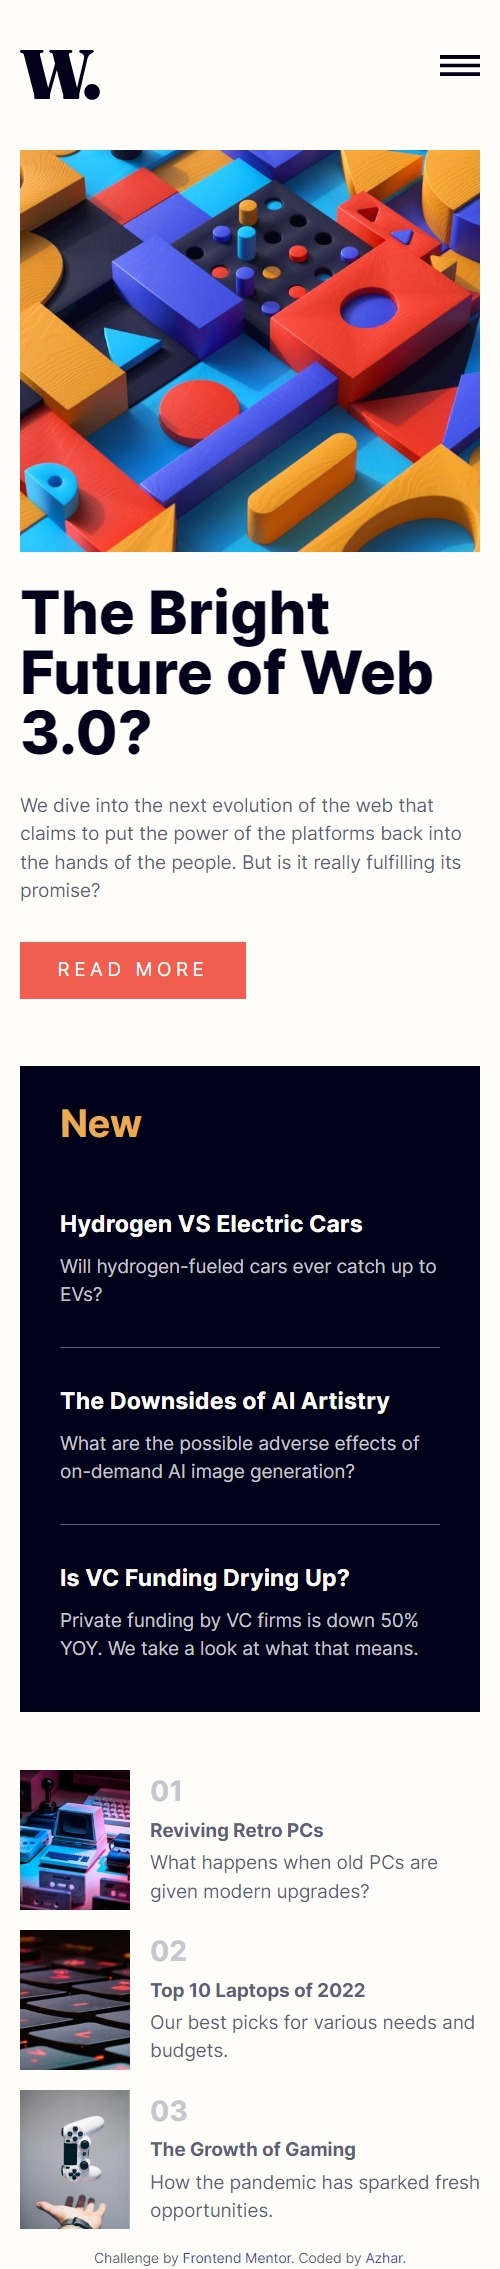 W.
The Bright
Future of Web
3.0?
We dive into the next evolution of the web that
claims to put the power of the platforms back into
the hands of the people. But is it really fulfilling its
promise?
READ MORE
New
Hydrogen VS Electric Cars
Will hydrogen-fueled cars ever catch up to
EVs?
The Downsides of AI Artistry
What are the possible adverse effects of
on-demand AI image generation?
Is VC Funding Drying Up?
Private funding by VC firms is down 50%
YOY. We take a look at what that means.
01
Reviving Retro PCs
What happens when old PCs are
given modern upgrades?
02
Top 10 Laptops of 2022
Our best picks for various needs and
budgets.
03
The Growth of Gaming
How the pandemic has sparked fresh
opportunities.
Challenge by Frontend Mentor. Coded by Azhar.